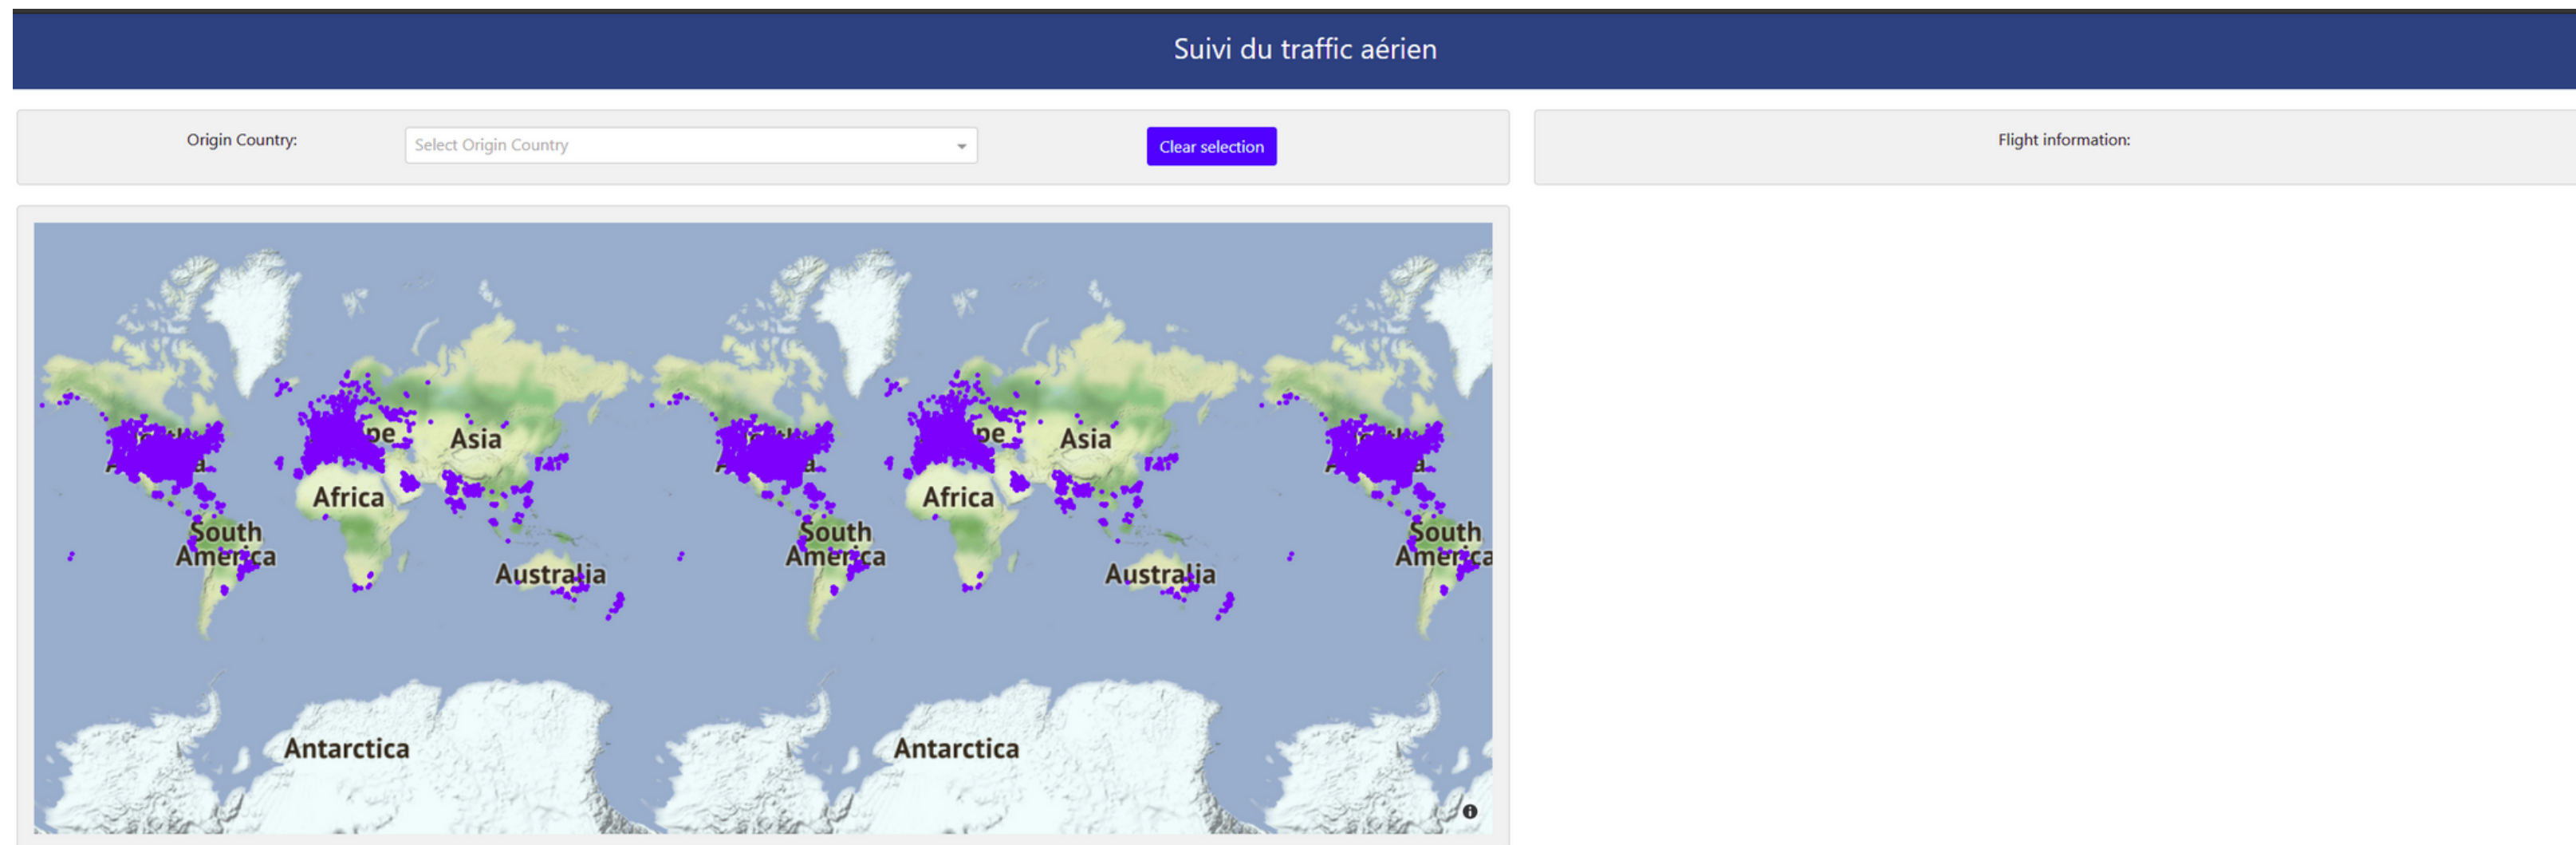 Suivi du traffic aérien
Origin Country:
Select Origin Country
Clear selection
Flight information:
Asia
Africa
South
America
Australia
Antarctica
Asia
Africa
South
America
Australia
Antarctica
South
America